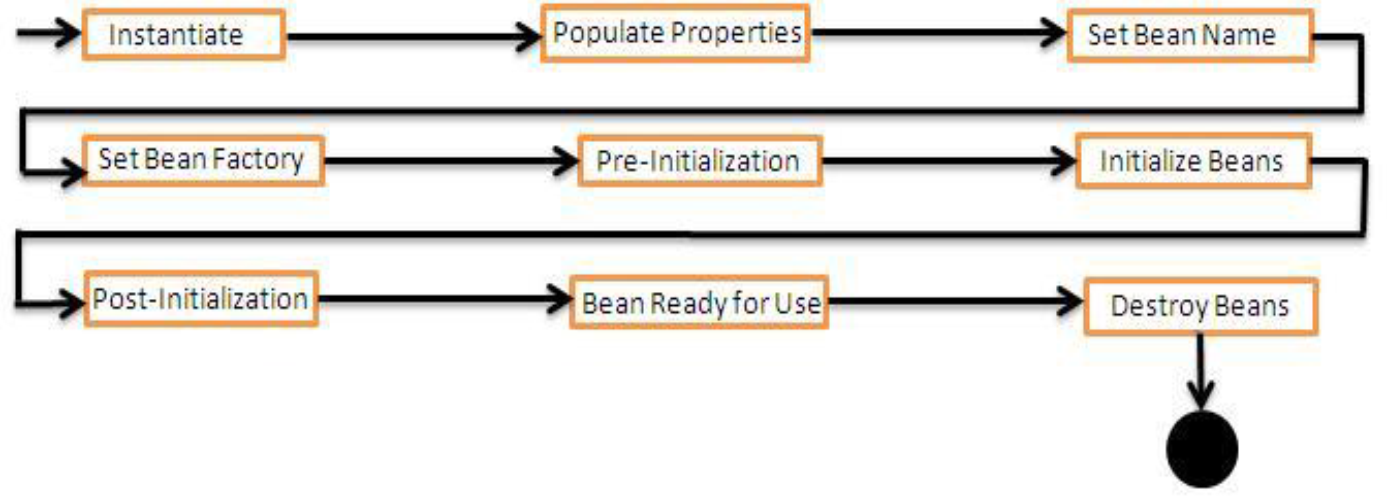 Instantiate
Populate Properties
Set Bean Name
Set Bean Factory
Pre-Initialization
Initialize Beans
Post-Initialization
Bean Ready for Use
Destroy Beans